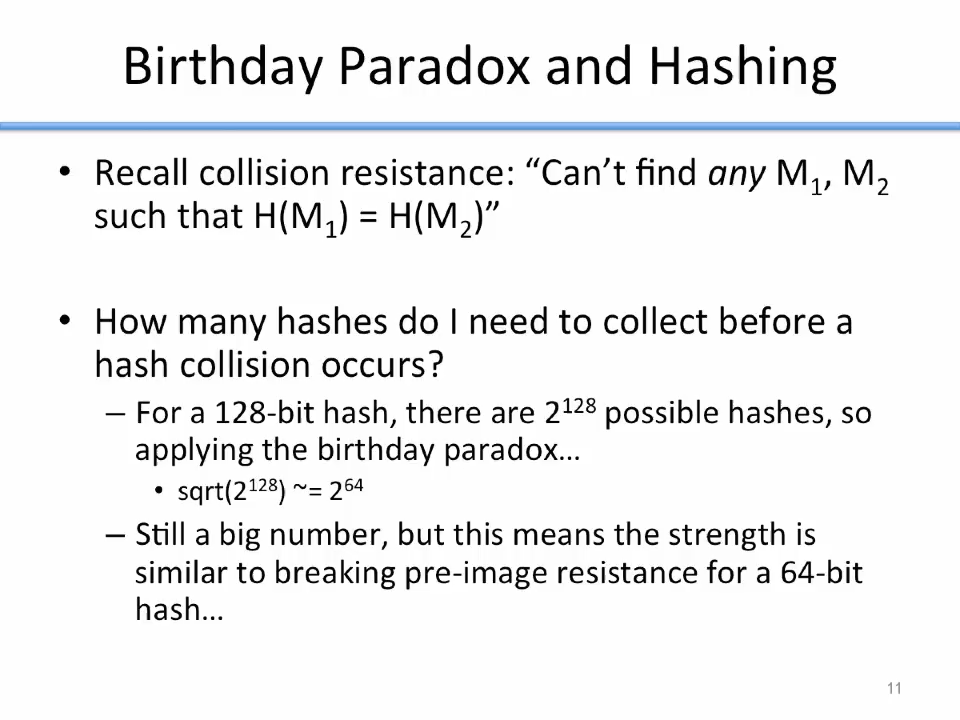 Birthday Paradox and Hashing
• Recall collision resistance: “Can’t find any M₁, M₂
such that H(M₁) = H(M₂)”
• How many hashes do I need to collect before a
hash collision occurs?
– For a 128-bit hash, there are 2¹²⁸ possible hashes, so
applying the birthday paradox…
• sqrt(2¹²⁸) ~= 2⁶⁴
– Still a big number, but this means the strength is
similar to breaking pre-image resistance for a 64-bit
hash…
11